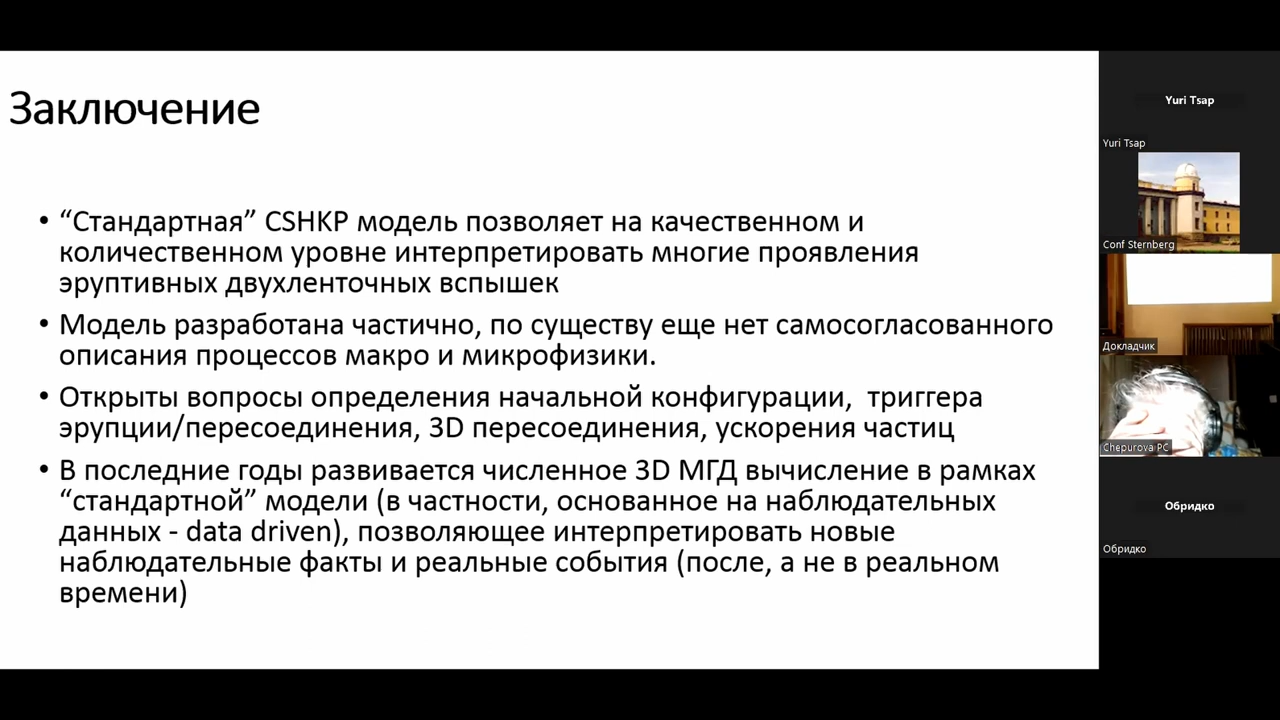 Заключение
• “Стандартная” CSHKP модель позволяет на качественном и
количественном уровне интерпретировать многие проявления
эруптивных двухленточных вспышек
• Модель разработана частично, по существу еще нет самосогласованного
описания процессов макро и микрофизики.
• Открыты вопросы определения начальной конфигурации,  триггера
эрупции/пересоединения, 3D пересоединения, ускорения частиц
• В последние годы развивается численное 3D МГД вычисление в рамках
“стандартной” модели (в частности, основанное на наблюдательных
данных - data driven), позволяющее интерпретировать новые
наблюдательные факты и реальные события (после, а не в реальном
времени)
Yuri Tsap
Yuri Tsap
Conf Sternberg
Докладчик
Chepurova PC
Обридко
Обридко